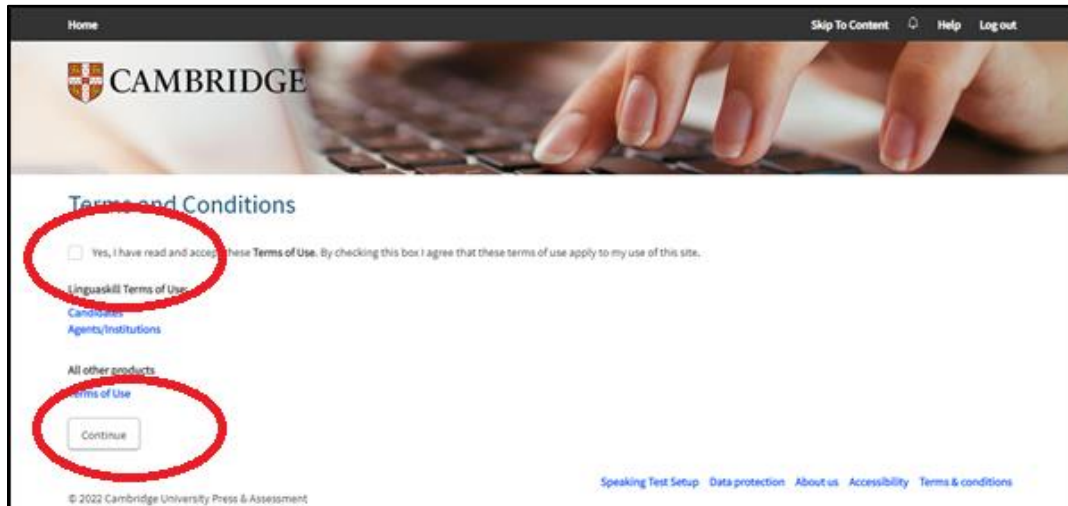 Home Skip To Content Help Log out
CAMBRIDGE
Terms and Conditions
Yes, I have read and accept these Terms of Use. By checking this box I agree that these terms of use apply to my use of this site.
Linguaskill Terms of Use:
Candidates
Agents/Institutions
All other products
Terms of Use
Continue
Speaking Test Setup Data protection About us Accessibility Terms & conditions
© 2022 Cambridge University Press & Assessment